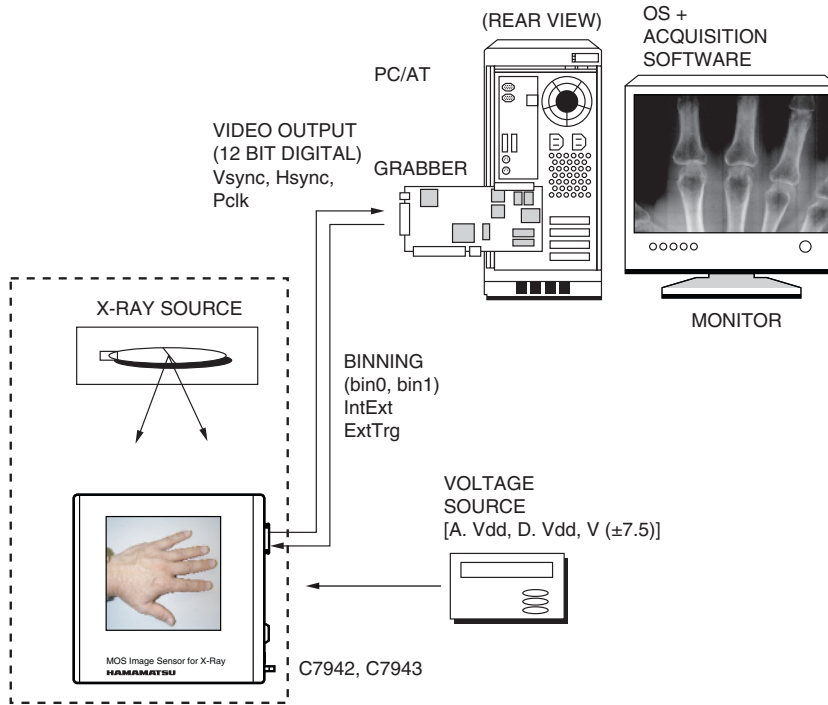 (REAR VIEW)
OS +
ACQUISITION
SOFTWARE
PC/AT
VIDEO OUTPUT
(12 BIT DIGITAL)
Vsync, Hsync,
Pclk
GRABBER
X-RAY SOURCE
MONITOR
BINNING
(bin0, bin1)
IntExt
ExtTrg
VOLTAGE
SOURCE
[A. Vdd, D. Vdd, V (±7.5)]
MOS Image Sensor for X-Ray
HAMAMATSU
C7942, C7943